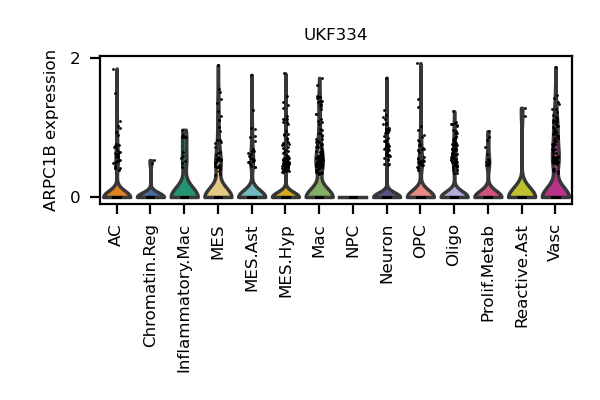 UKF334
ARPC1B expression
2
0
AC
Chromatin.Reg
Inflammatory.Mac
MES
MES.Ast
MES.Hyp
Mac
NPC
Neuron
OPC
Oligo
Prolif.Metab
Reactive.Ast
Vasc